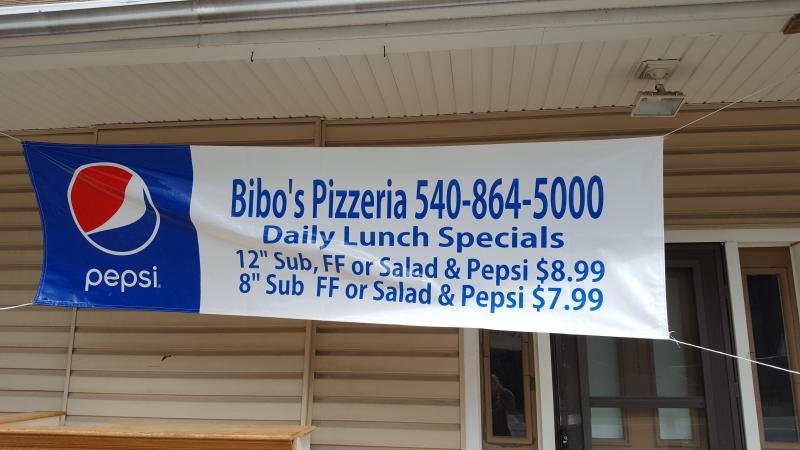 pepsi
Bibo's Pizzeria 540-864-5000
Daily Lunch Specials
12" Sub, FF or Salad & Pepsi $8.99
8" Sub FF or Salad & Pepsi $7.99